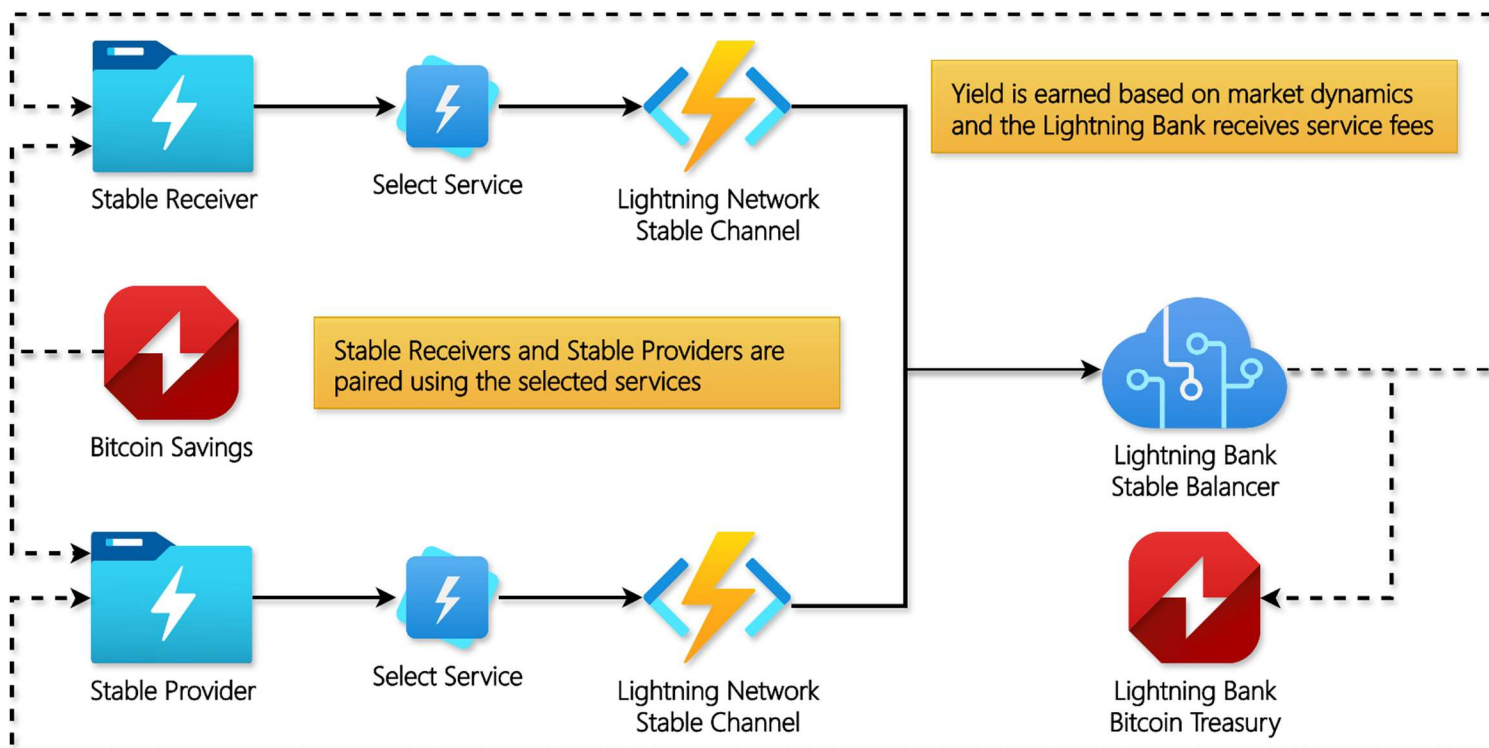 Yield is earned based on market dynamics
and the Lightning Bank receives service fees
Stable Receiver
Select Service
Lightning Network
Stable Channel
Stable Receivers and Stable Providers are
paired using the selected services
Bitcoin Savings
Lightning Bank
Stable Balancer
Stable Provider
Select Service
Lightning Network
Stable Channel
Lightning Bank
Bitcoin Treasury